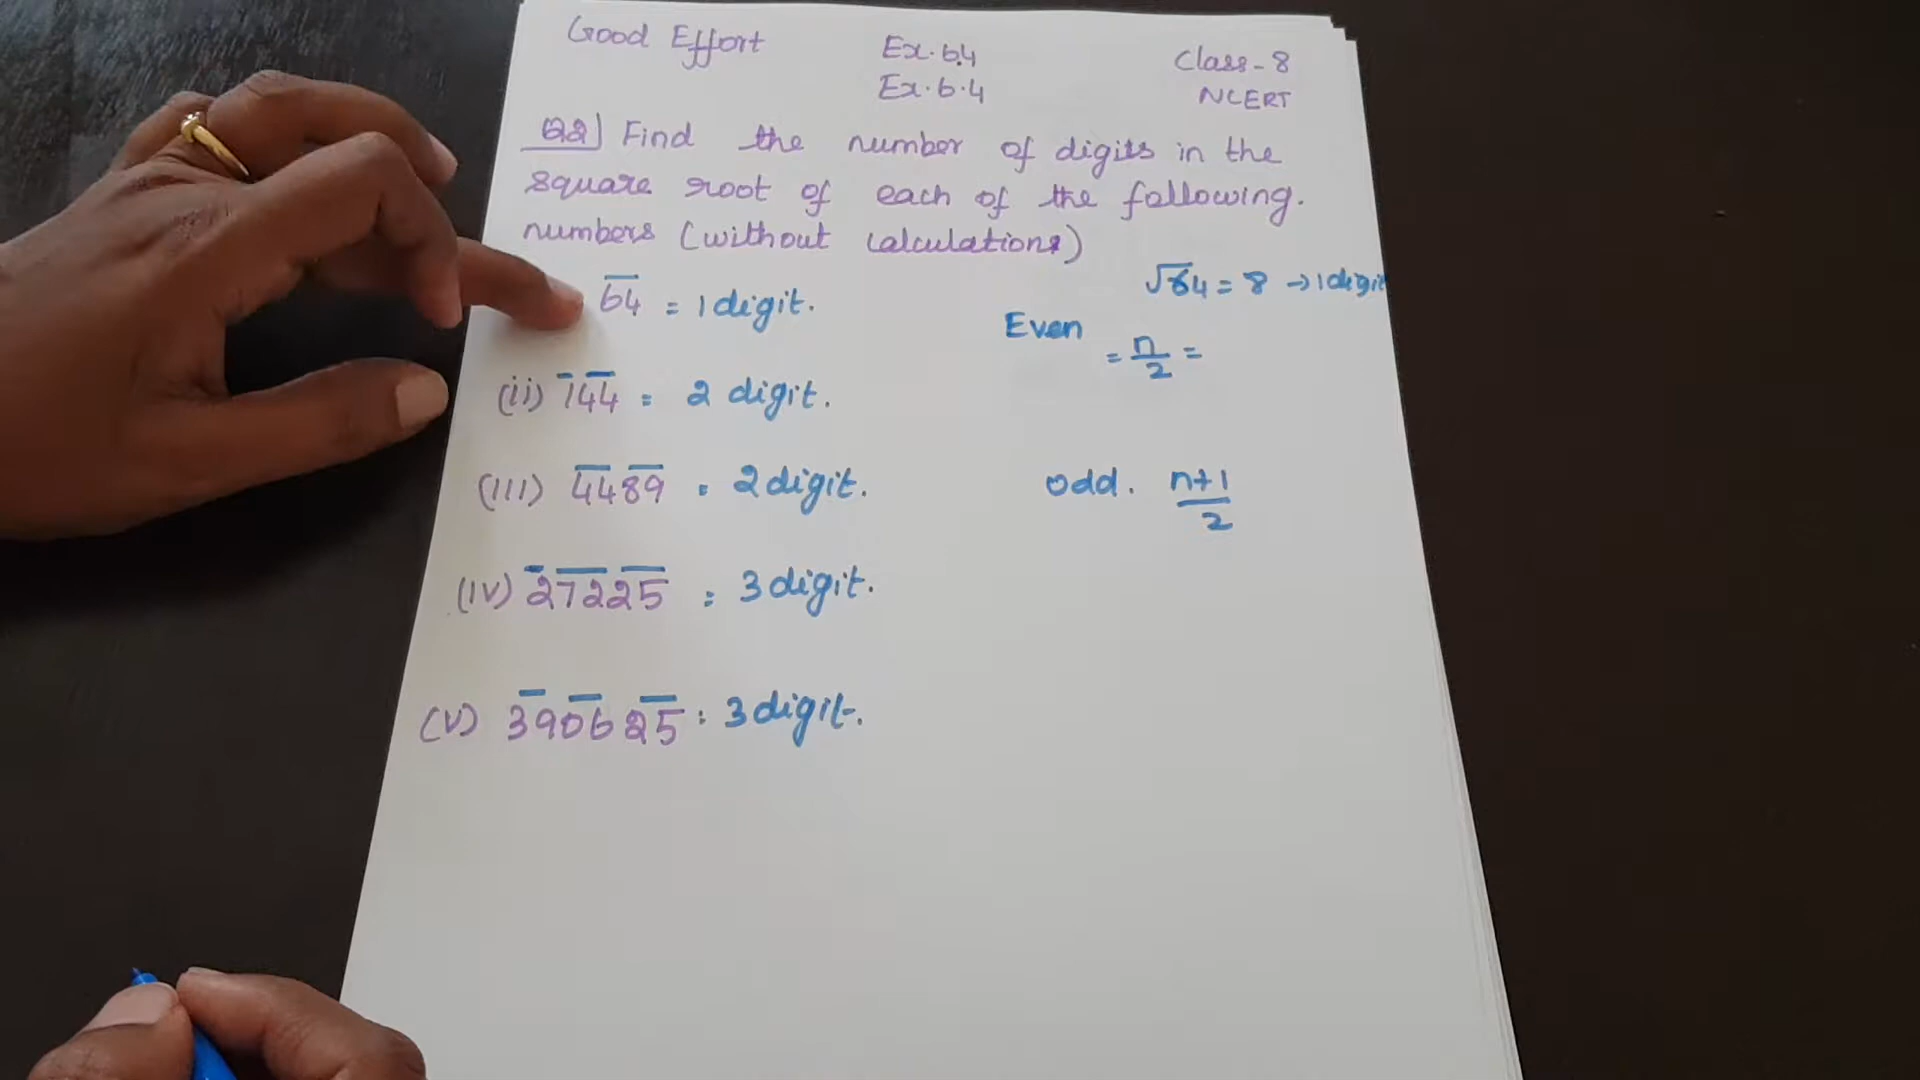 Good Effort
Ex. 6.4
Class-8
Ex. 6.4
NCERT
Q2) Find the number of digits in the
square root of each of the following.
numbers (without calculations)
64 = 1 digit.
√64 = 8 → 1 digit
Even
= n/2 =
(ii) 144 = 2 digit.
(iii) 4489 = 2 digit.
odd. n+1/2
(iv) 27225 = 3 digit.
(v) 390625 = 3 digit.